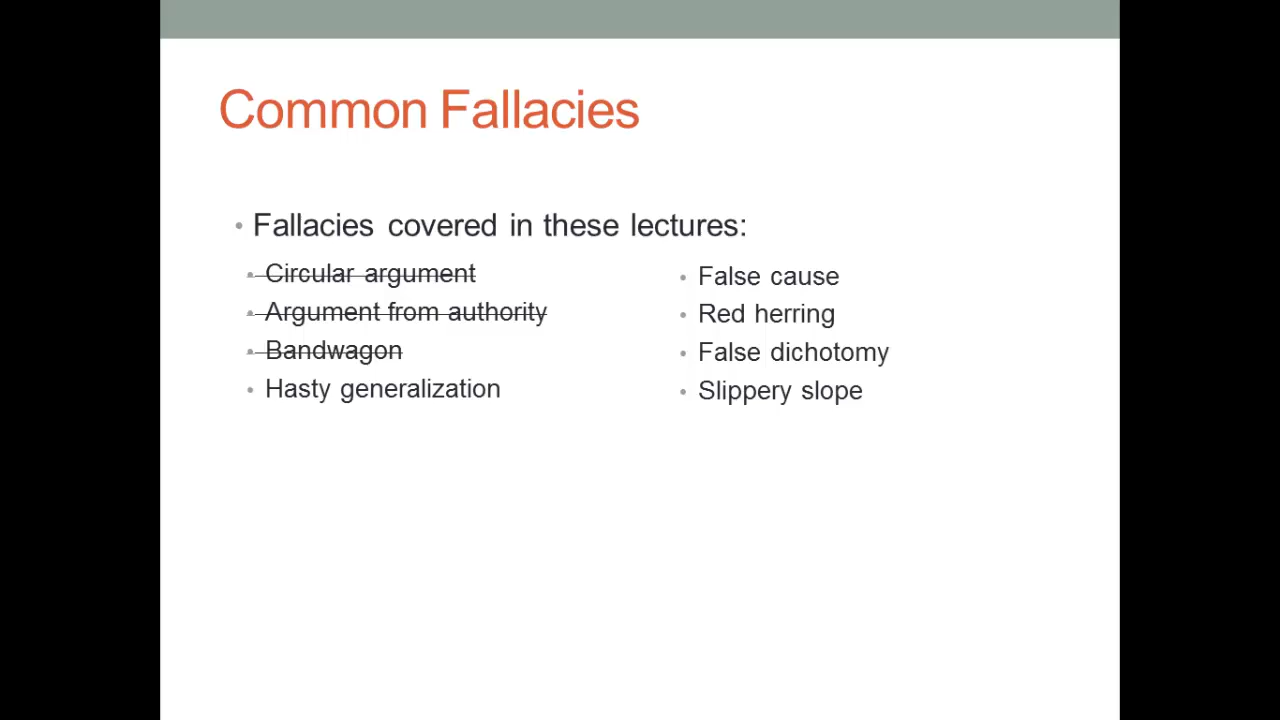 Common Fallacies
• Fallacies covered in these lectures:
• Circular argument
• Argument from authority
• Bandwagon
• Hasty generalization
• False cause
• Red herring
• False dichotomy
• Slippery slope